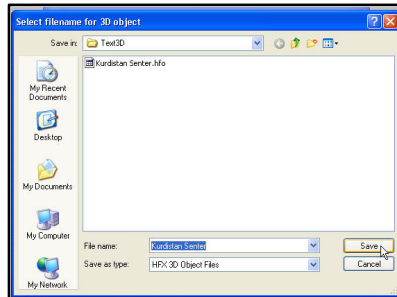 Select filename for 3D object
Save in:
Text3D
Kurdistan Senter.hfo
My Recent
Documents
Desktop
My Documents
My Computer
My Network
File name:
Kurdistan Senter
Save
Save as type:
HFX 3D Object Files
Cancel